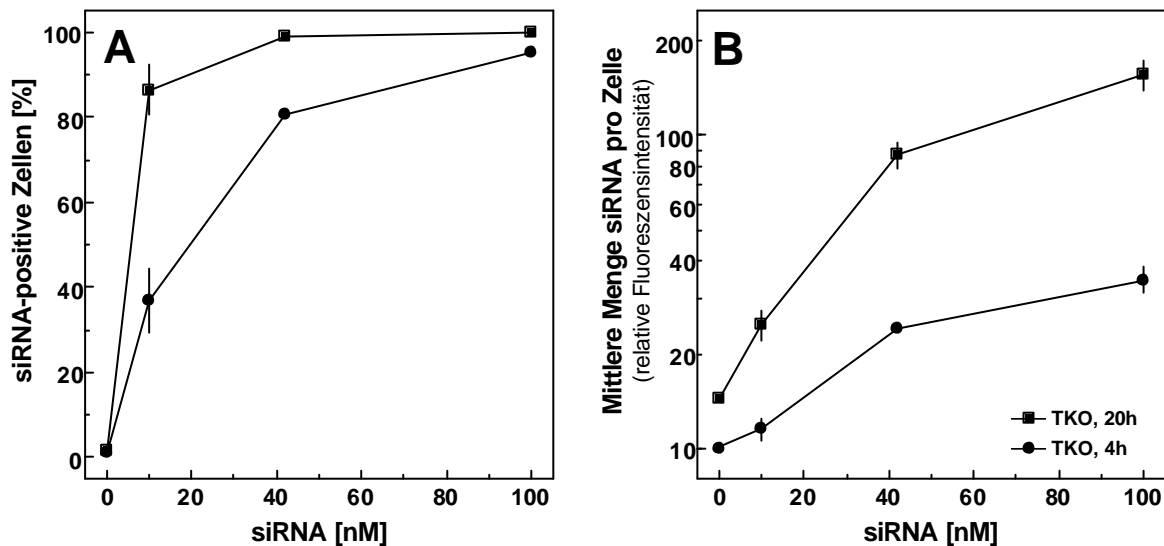 A
siRNA-positive Zellen [%]
100
80
60
40
20
0
0 20 40 60 80 100
siRNA [nM]
B
Mittlere Menge siRNA pro Zelle
(relative Fluoreszensintität)
200
100
80
60
40
20
10
TKO, 20h
TKO, 4h
0 20 40 60 80 100
siRNA [nM]